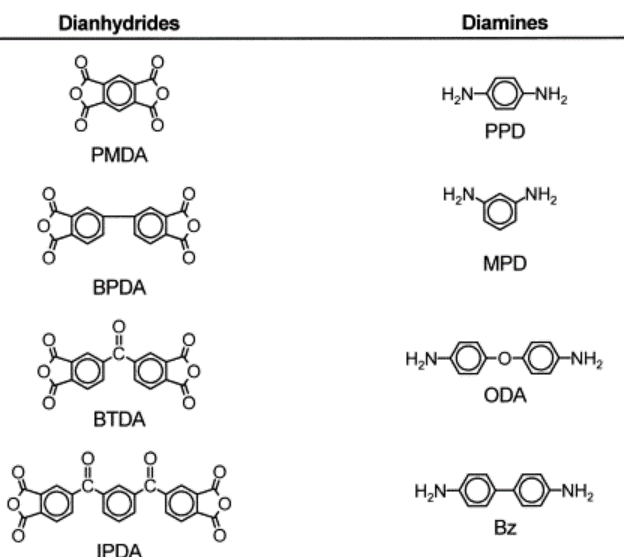 Dianhydrides Diamines
O O
O O
O O
PMDA
H₂N NH₂
PPD
O O
O O
O O
BPDA
H₂N NH₂
MPD
O
O O
O C O
O O
BTDA
H₂N O NH₂
ODA
O O
O O
O C C O
O O
IPDA
H₂N NH₂
Bz